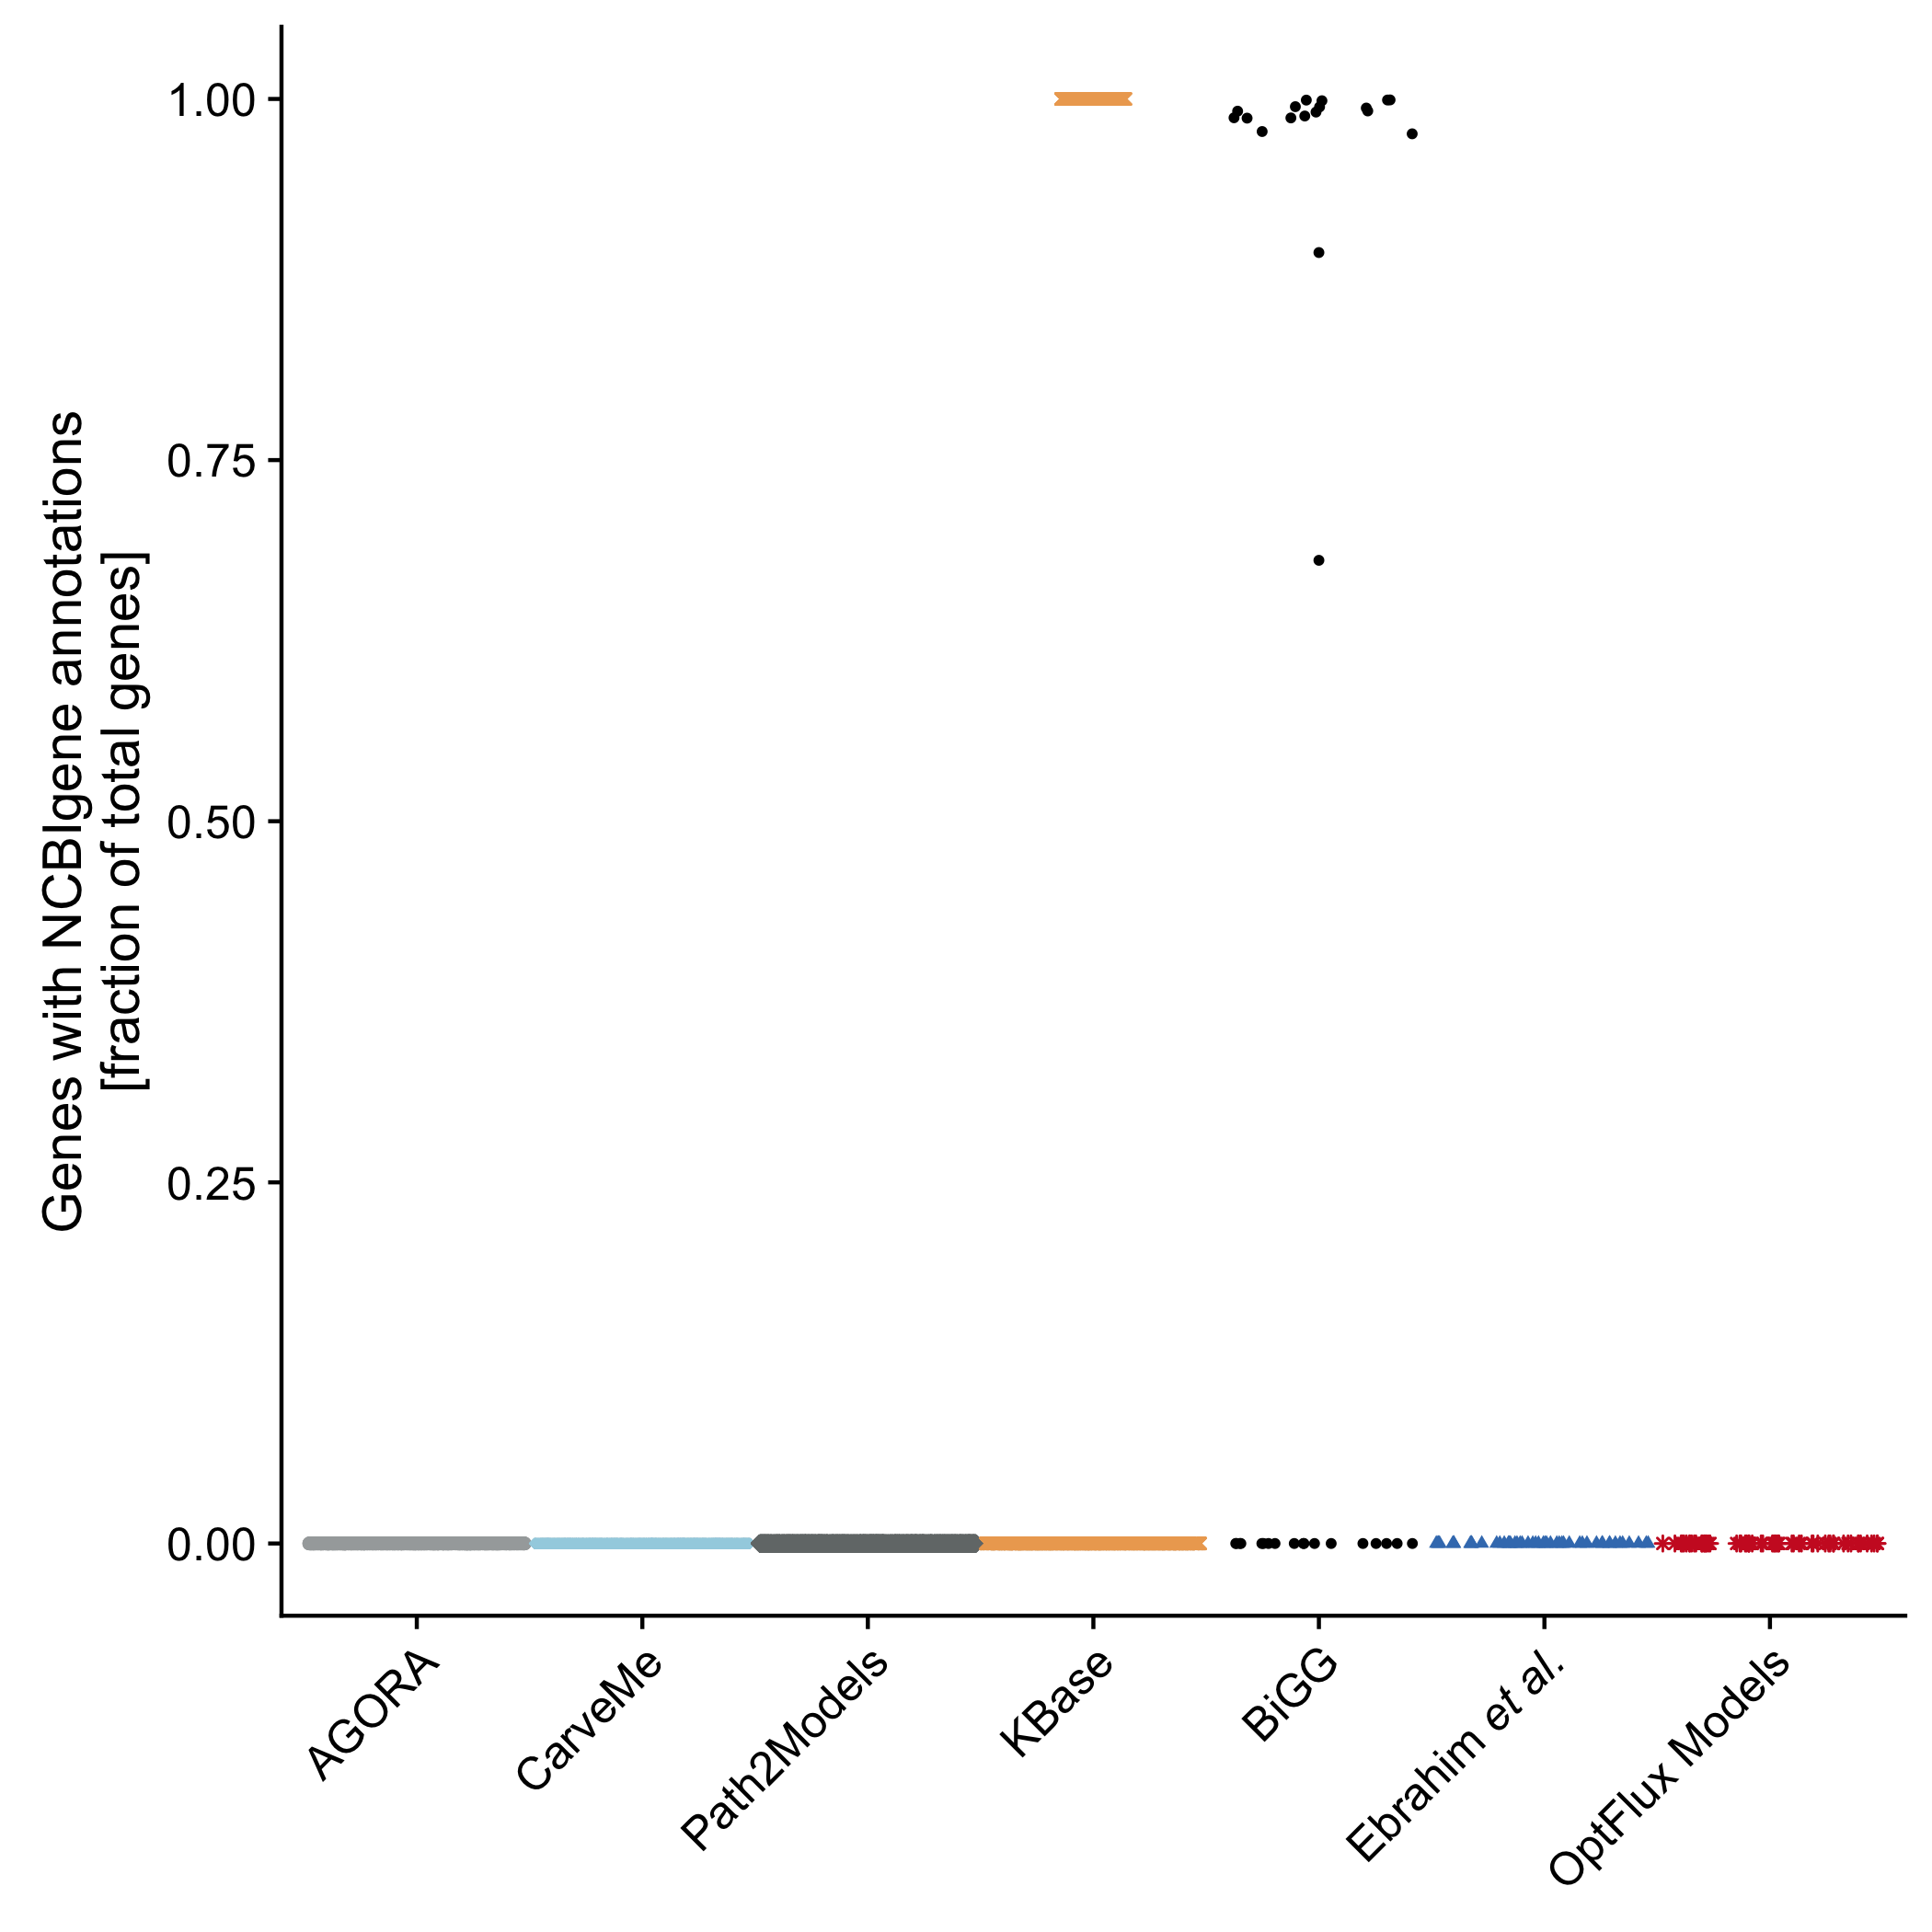 Genes with NCBIgene annotations
[fraction of total genes]
1.00
0.75
0.50
0.25
0.00
AGORA
CarveMe
Path2Models
KBase
BiGG
Ebrahim et al.
OptFlux Models